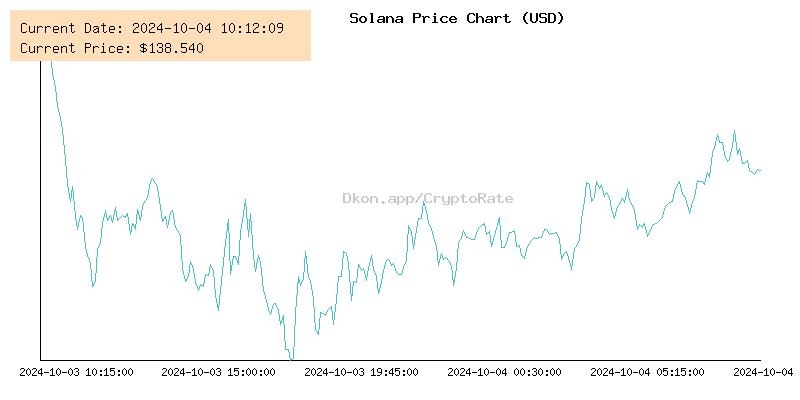 Solana Price Chart (USD)
Current Date: 2024-10-04 10:12:09
Current Price: $138.540
Dkon.app/CryptoRate
2024-10-03 10:15:00 2024-10-03 15:00:00 2024-10-03 19:45:00 2024-10-04 00:30:00 2024-10-04 05:15:00 2024-10-04